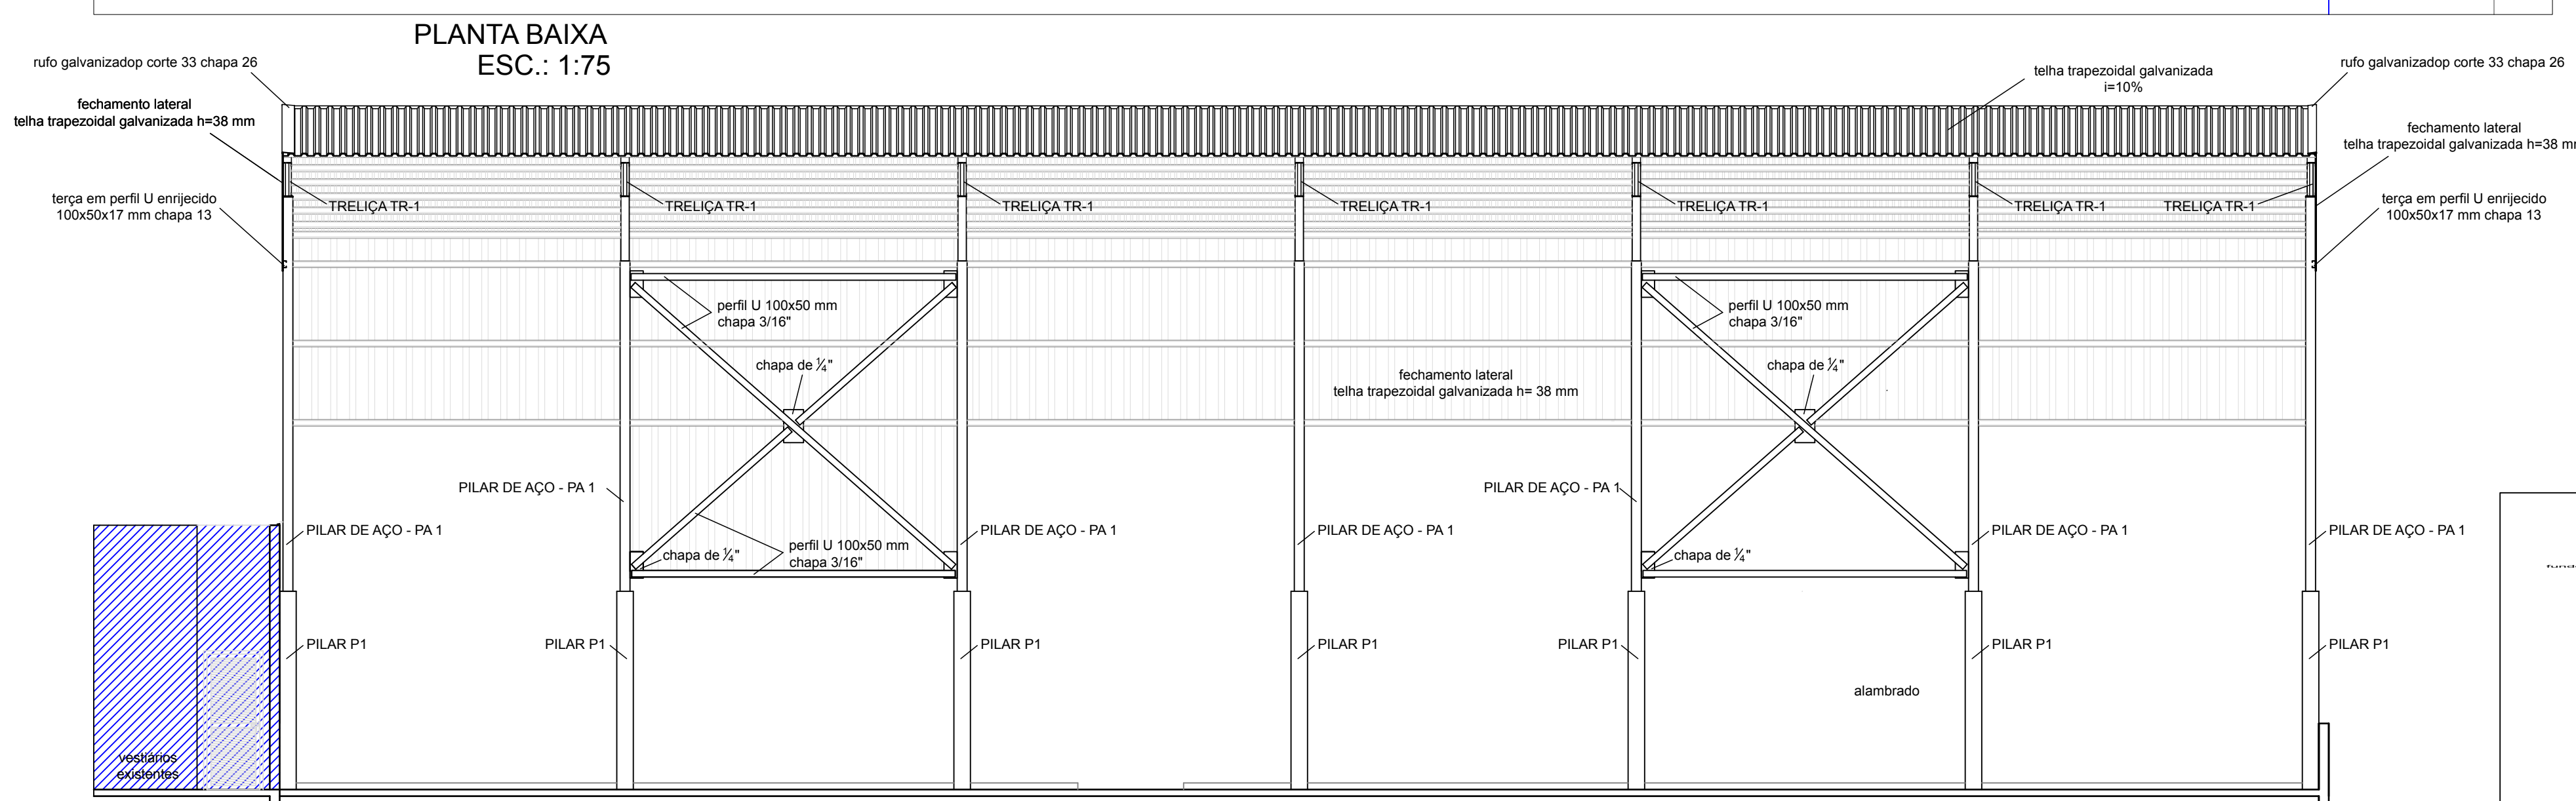 PLANTA BAIXA
ESC.: 1:75
rufo galvanizadop corte 33 chapa 26
telha trapezoidal galvanizada
i=10%
rufo galvanizadop corte 33 chapa 26
fechamento lateral
telha trapezoidal galvanizada h=38 mm
fechamento lateral
telha trapezoidal galvanizada h=38 m
terça em perfil U enrijecido
100x50x17 mm chapa 13
TRELIÇA TR-1
TRELIÇA TR-1
TRELIÇA TR-1
TRELIÇA TR-1
TRELIÇA TR-1
TRELIÇA TR-1
TRELIÇA TR-1
terça em perfil U enrijecido
100x50x17 mm chapa 13
perfil U 100x50 mm
chapa 3/16"
perfil U 100x50 mm
chapa 3/16"
chapa de ¼"
chapa de ¼"
fechamento lateral
telha trapezoidal galvanizada h= 38 mm
PILAR DE AÇO - PA 1
PILAR DE AÇO - PA 1
PILAR DE AÇO - PA 1
PILAR DE AÇO - PA 1
PILAR DE AÇO - PA 1
PILAR DE AÇO - PA 1
PILAR DE AÇO - PA 1
chapa de ¼"
perfil U 100x50 mm
chapa 3/16"
chapa de ¼"
PILAR P1
PILAR P1
PILAR P1
PILAR P1
PILAR P1
PILAR P1
PILAR P1
alambrado
vestiários
existentes